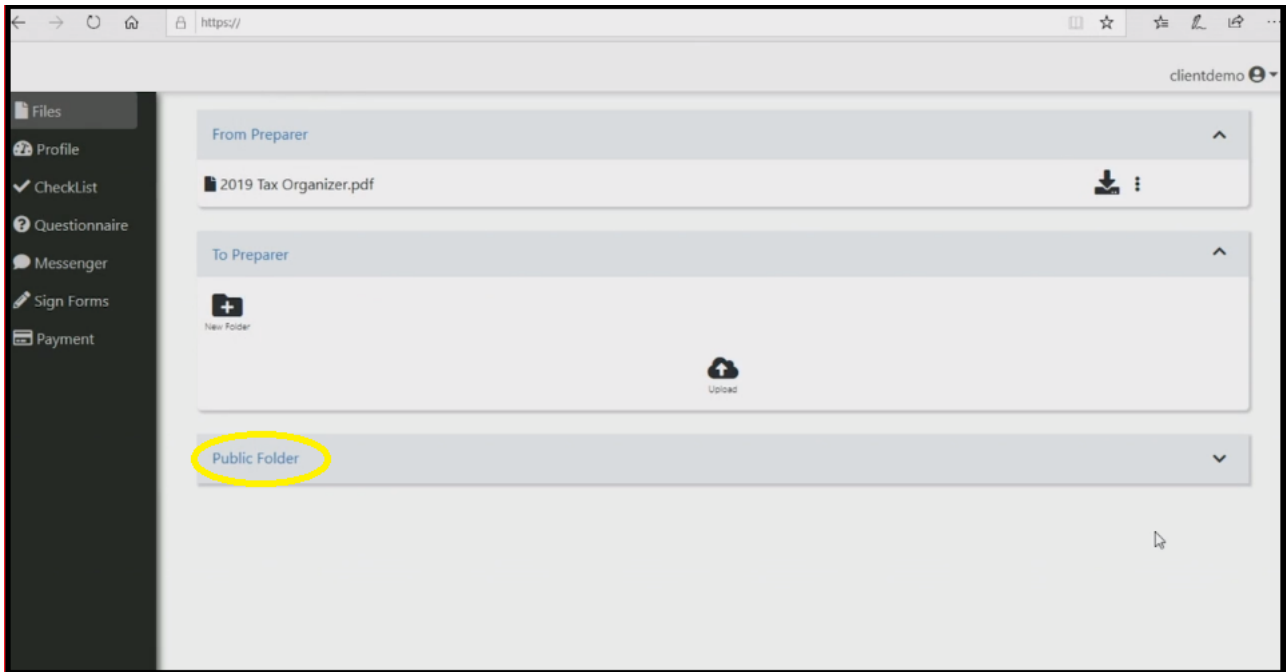 https://
clientdemo
Files
Profile
CheckList
Questionnaire
Messenger
Sign Forms
Payment
From Preparer
2019 Tax Organizer.pdf
To Preparer
New Folder
Upload
Public Folder